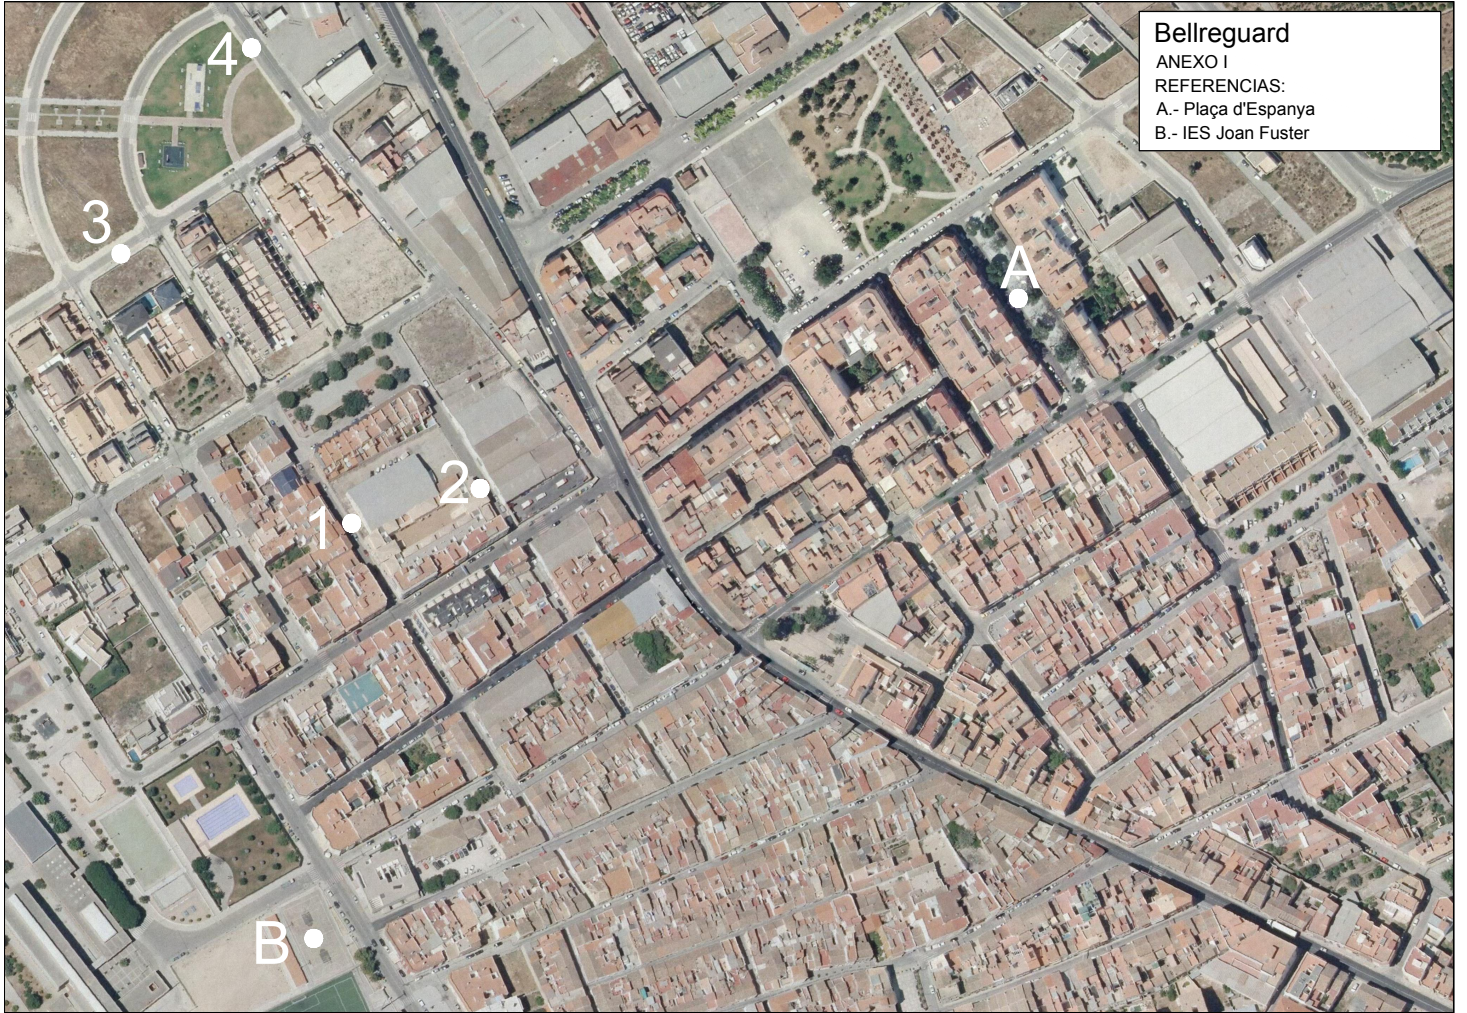 Bellreguard
ANEXO I
REFERENCIAS:
A.- Plaça d'Espanya
B.- IES Joan Fuster
4
3
A
2
1
B